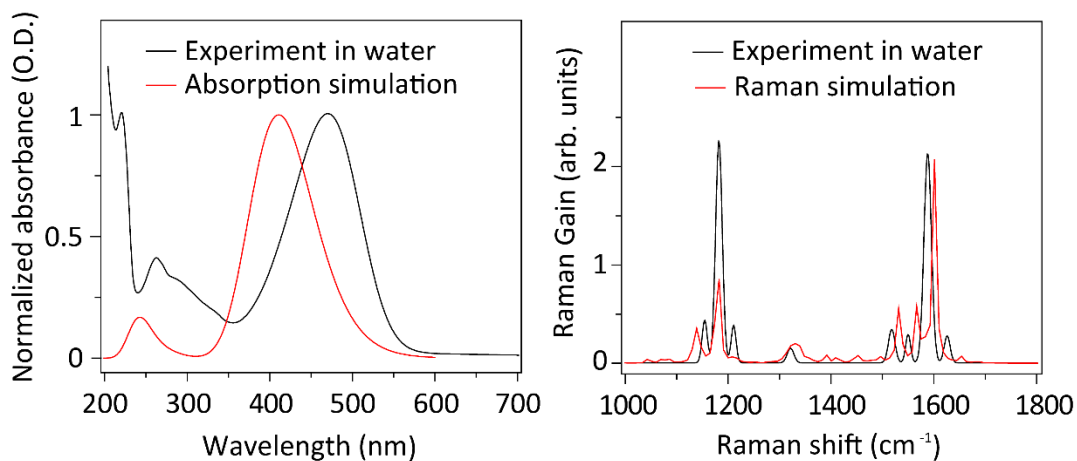 Normalized absorbance (O.D.)
Experiment in water
Absorption simulation
1
0.5
0
200 300 400 500 600 700
Wavelength (nm)
Raman Gain (arb. units)
Experiment in water
Raman simulation
2
1
0
1000 1200 1400 1600 1800
Raman shift (cm⁻¹)